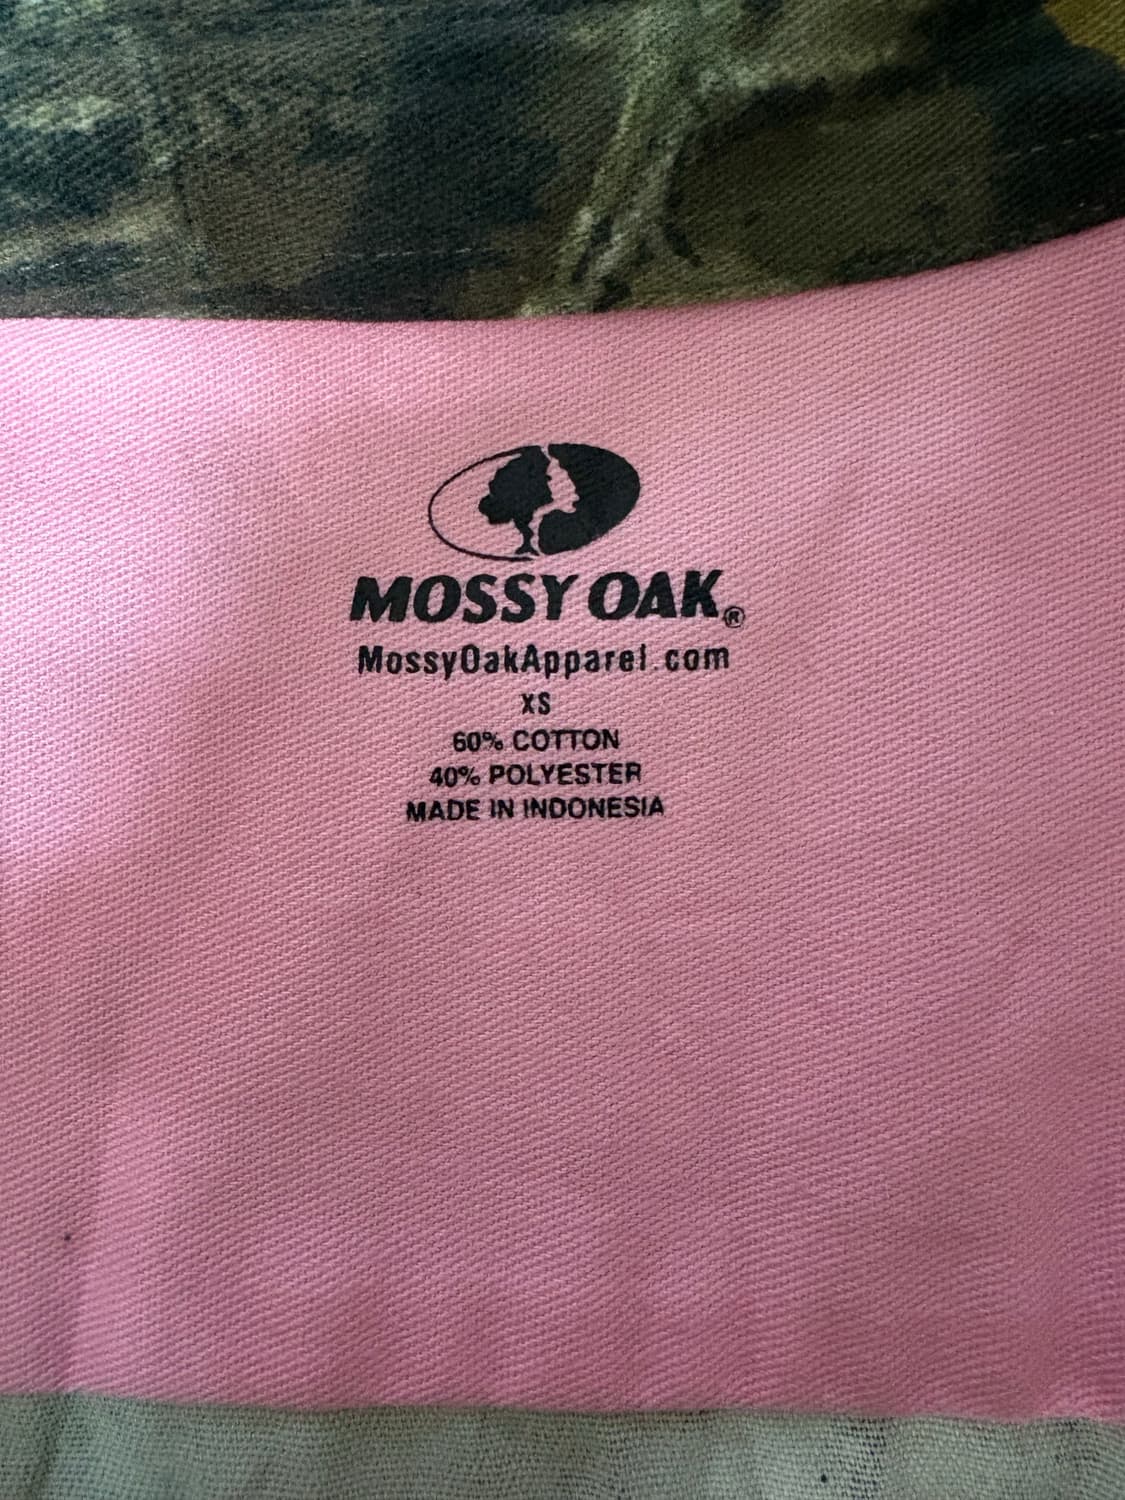 MOSSY OAK®
MossyOakApparel.com
XS
60% COTTON
40% POLYESTER
MADE IN INDONESIA